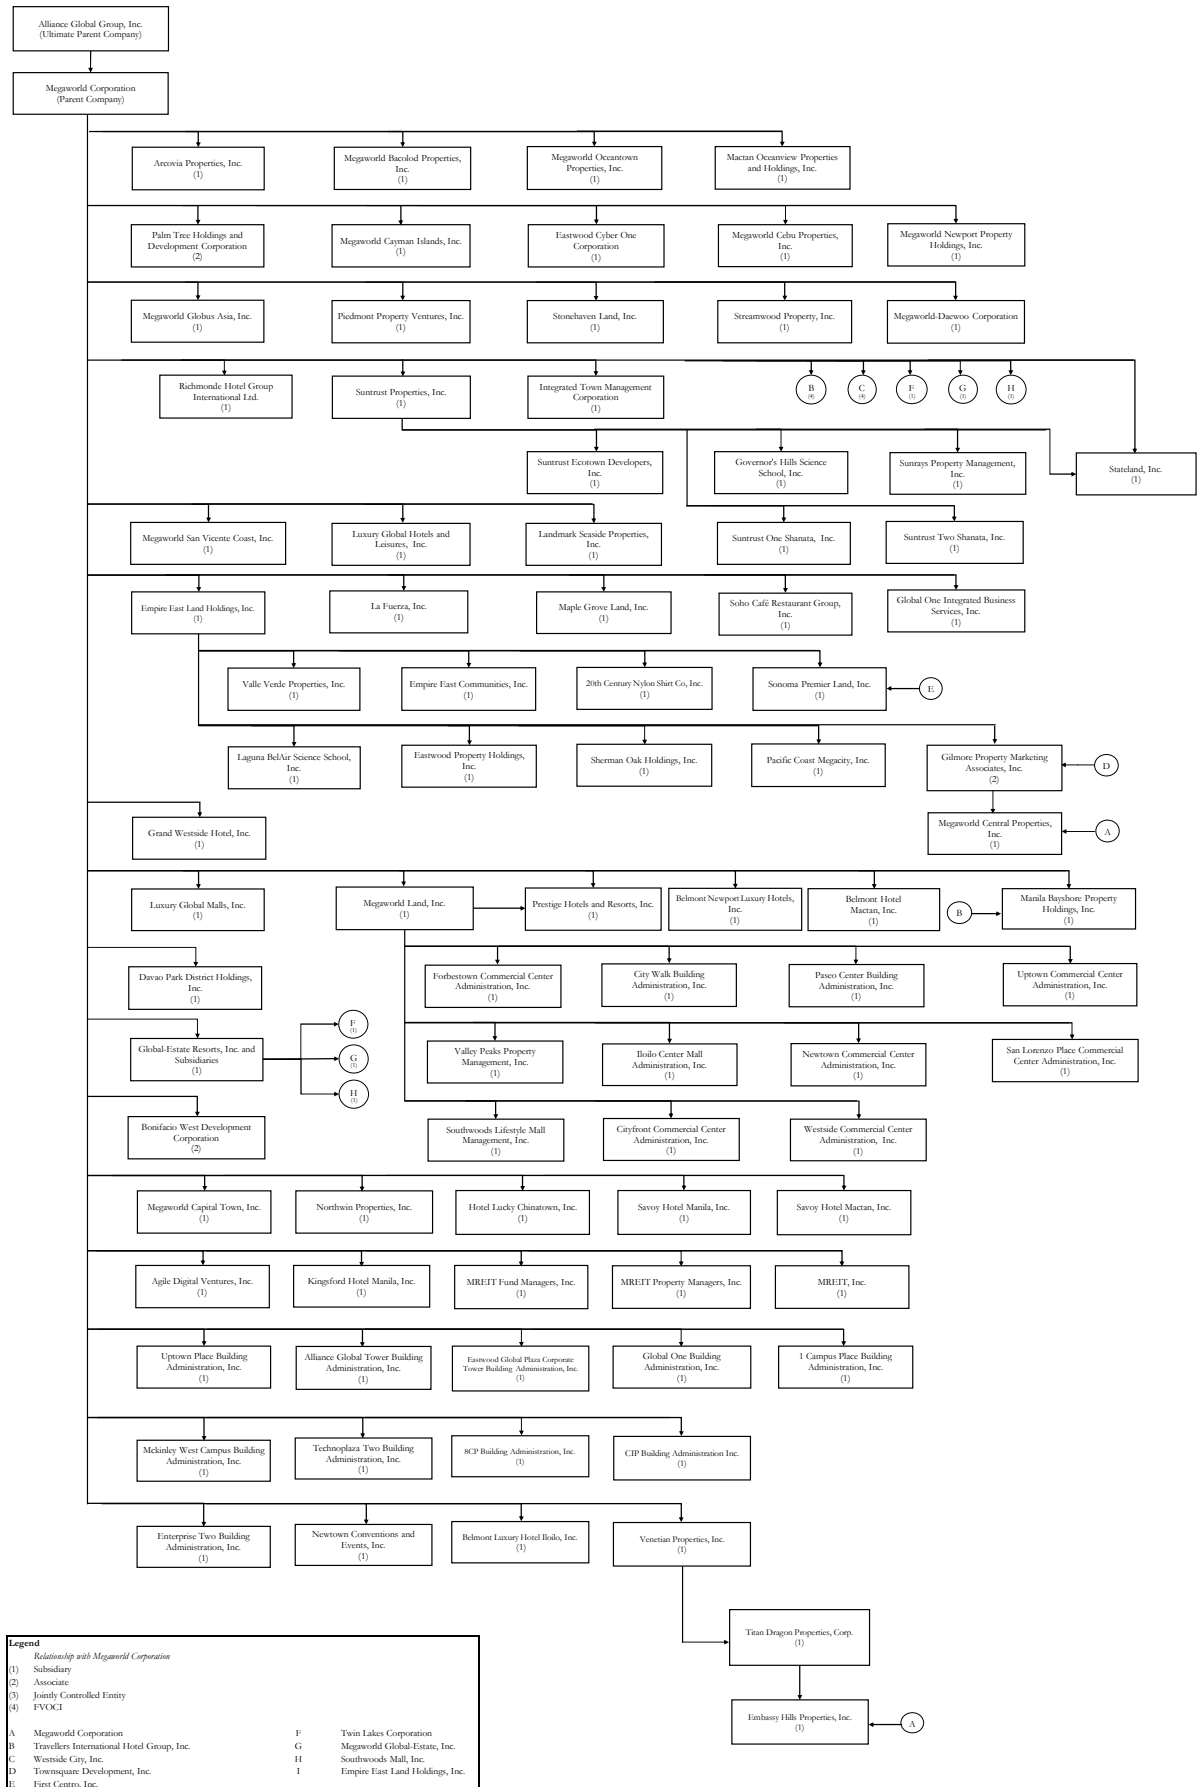 Alliance Global Group, Inc.
(Ultimate Parent Company)
Megaworld Corporation
(Parent Company)
Arcovia Properties, Inc.
(1)
Megaworld Bacolod Properties,
Inc.
(1)
Megaworld Oceantown
Properties, Inc.
(1)
Mactan Oceanview Properties
and Holdings, Inc.
(1)
Palm Tree Holdings and
Development Corporation
(2)
Megaworld Cayman Islands, Inc.
(1)
Eastwood Cyber One
Corporation
(1)
Megaworld Cebu Properties,
Inc.
(1)
Megaworld Newport Property
Holdings, Inc.
(1)
Megaworld Globus Asia, Inc.
(1)
Piedmont Property Ventures, Inc.
(1)
Stonehaven Land, Inc.
(1)
Streamwood Property, Inc.
(1)
Megaworld-Daewoo Corporation
(1)
Richmonde Hotel Group
International Ltd.
(1)
Suntrust Properties, Inc.
(1)
Integrated Town Management
Corporation
(1)
B
(4)
C
(4)
F
(1)
G
(1)
H
(1)
Suntrust Ecotown Developers,
Inc.
(1)
Governor's Hills Science
School, Inc.
(1)
Sunrays Property Management,
Inc.
(1)
Stateland, Inc.
(1)
Megaworld San Vicente Coast, Inc.
(1)
Luxury Global Hotels and
Leisures, Inc.
(1)
Landmark Seaside Properties,
Inc.
(1)
Suntrust One Shanata, Inc.
(1)
Suntrust Two Shanata, Inc.
(1)
Empire East Land Holdings, Inc.
(1)
La Fuerza, Inc.
(1)
Maple Grove Land, Inc.
(1)
Soho Café Restaurant Group,
Inc.
(1)
Global One Integrated Business
Services, Inc.
(1)
Valle Verde Properties, Inc.
(1)
Empire East Communities, Inc.
(1)
20th Century Nylon Shirt Co, Inc.
(1)
Sonoma Premier Land, Inc.
(1)
E
Laguna BelAir Science School,
Inc.
(1)
Eastwood Property Holdings,
Inc.
(1)
Sherman Oak Holdings, Inc.
(1)
Pacific Coast Megacity, Inc.
(1)
Gilmore Property Marketing
Associates, Inc.
(2)
D
Grand Westside Hotel, Inc.
(1)
Megaworld Central Properties,
Inc.
(1)
A
Luxury Global Malls, Inc.
(1)
Megaworld Land, Inc.
(1)
Prestige Hotels and Resorts, Inc.
(1)
Belmont Newport Luxury Hotels,
Inc.
(1)
Belmont Hotel
Mactan, Inc.
(1)
B
Manila Bayshore Property
Holdings, Inc.
(1)
Davao Park District Holdings,
Inc.
(1)
Forbestown Commercial Center
Administration, Inc.
(1)
City Walk Building
Administration, Inc.
(1)
Paseo Center Building
Administration, Inc.
(1)
Uptown Commercial Center
Administration, Inc.
(1)
Global-Estate Resorts, Inc. and
Subsidiaries
(1)
F
(1)
G
(1)
H
(1)
Valley Peaks Property
Management, Inc.
(1)
Iloilo Center Mall
Administration, Inc.
(1)
Newtown Commercial Center
Administration, Inc.
(1)
San Lorenzo Place Commercial
Center Administration, Inc.
(1)
Bonifacio West Development
Corporation
(2)
Southwoods Lifestyle Mall
Management, Inc.
(1)
Cityfront Commercial Center
Administration, Inc.
(1)
Westside Commercial Center
Administration, Inc.
(1)
Megaworld Capital Town, Inc.
(1)
Northwin Properties, Inc.
(1)
Hotel Lucky Chinatown, Inc.
(1)
Savoy Hotel Manila, Inc.
(1)
Savoy Hotel Mactan, Inc.
(1)
Agile Digital Ventures, Inc.
(1)
Kingsford Hotel Manila, Inc.
(1)
MREIT Fund Managers, Inc.
(1)
MREIT Property Managers, Inc.
(1)
MREIT, Inc.
(1)
Uptown Place Building
Administration, Inc.
(1)
Alliance Global Tower Building
Administration, Inc.
(1)
Eastwood Global Plaza Corporate
Tower Building Administration, Inc.
(1)
Global One Building
Administration, Inc.
(1)
1 Campus Place Building
Administration, Inc.
(1)
Mckinley West Campus Building
Administration, Inc.
(1)
Technoplaza Two Building
Administration, Inc.
(1)
8CP Building Administration, Inc.
(1)
CIP Building Administration Inc.
(1)
Enterprise Two Building
Administration, Inc.
(1)
Newtown Conventions and
Events, Inc.
(1)
Belmont Luxury Hotel Iloilo, Inc.
(1)
Venetian Properties, Inc.
(1)
Titan Dragon Properties, Corp.
(1)
Embassy Hills Properties, Inc.
(1)
A
Legend
Relationship with Megaworld Corporation
(1) Subsidiary
(2) Associate
(3) Jointly Controlled Entity
(4) FVOCI
A Megaworld Corporation F Twin Lakes Corporation
B Travellers International Hotel Group, Inc. G Megaworld Global-Estate, Inc.
C Westside City, Inc. H Southwoods Mall, Inc.
D Townsquare Development, Inc. I Empire East Land Holdings, Inc.
E First Centro, Inc.